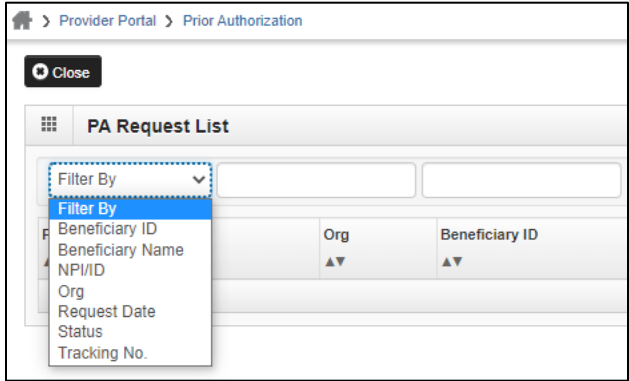 Provider Portal > Prior Authorization
Close
PA Request List
Filter By
Filter By
Beneficiary ID
Beneficiary Name
NPI/ID
Org
Request Date
Status
Tracking No.
Org
Beneficiary ID